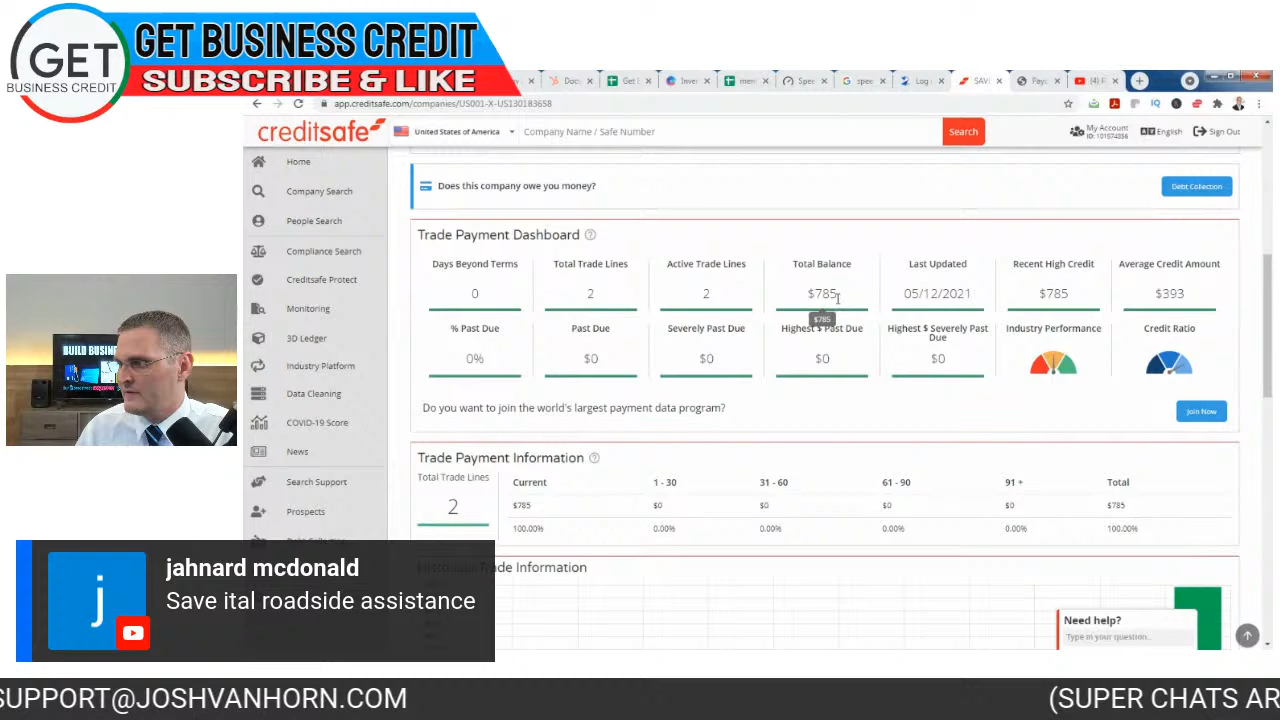 GET
BUSINESS CREDIT
GET BUSINESS CREDIT
SUBSCRIBE & LIKE
app.creditsafe.com/companies/US001-X-US130183658
creditsafe
United States of America
Company Name / Safe Number
Search
My Account
ID: 101574356
English
Sign Out
Home
Company Search
People Search
Compliance Search
Creditsafe Protect
Monitoring
3D Ledger
Industry Platform
Data Cleaning
COVID-19 Score
News
Search Support
Prospects
Does this company owe you money?
Debt Collection
Trade Payment Dashboard
Days Beyond Terms Total Trade Lines Active Trade Lines Total Balance Last Updated Recent High Credit Average Credit Amount
0 2 2 $785 05/12/2021 $785 $393
$785
% Past Due Past Due Severely Past Due Highest $ Past Due Highest $ Severely Past Due Industry Performance Credit Ratio
0% $0 $0 $0 $0
Do you want to join the world's largest payment data program?
Join Now
Trade Payment Information
Total Trade Lines
2
Current 1 - 30 31 - 60 61 - 90 91 + Total
$785 $0 $0 $0 $0 $785
100.00% 0.00% 0.00% 0.00% 0.00% 100.00%
Trade Information
Need help?
Type in your question...
BUILD BUSIN
j
jahnard mcdonald
Save ital roadside assistance
SUPPORT@JOSHVANHORN.COM
(SUPER CHATS AR